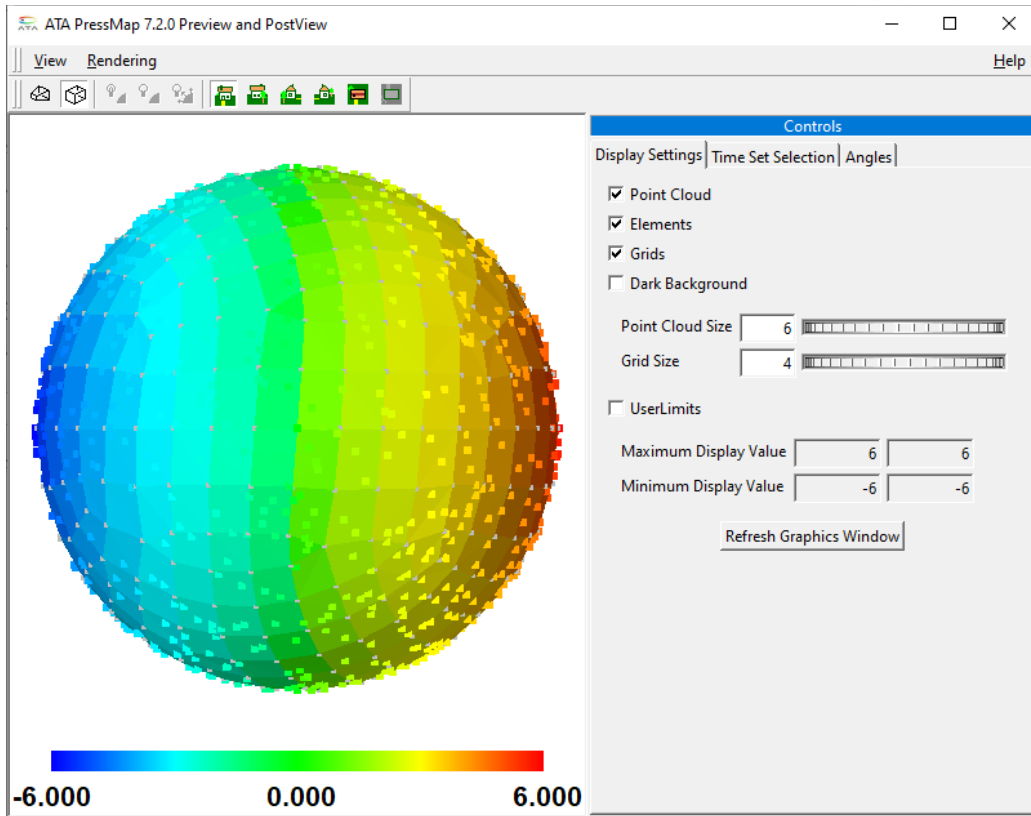 ATA PressMap 7.2.0 Preview and PostView
View Rendering Help
Controls
Display Settings Time Set Selection Angles
Point Cloud
Elements
Grids
Dark Background
Point Cloud Size 6
Grid Size 4
UserLimits
Maximum Display Value 6 6
Minimum Display Value -6 -6
Refresh Graphics Window
-6.000 0.000 6.000